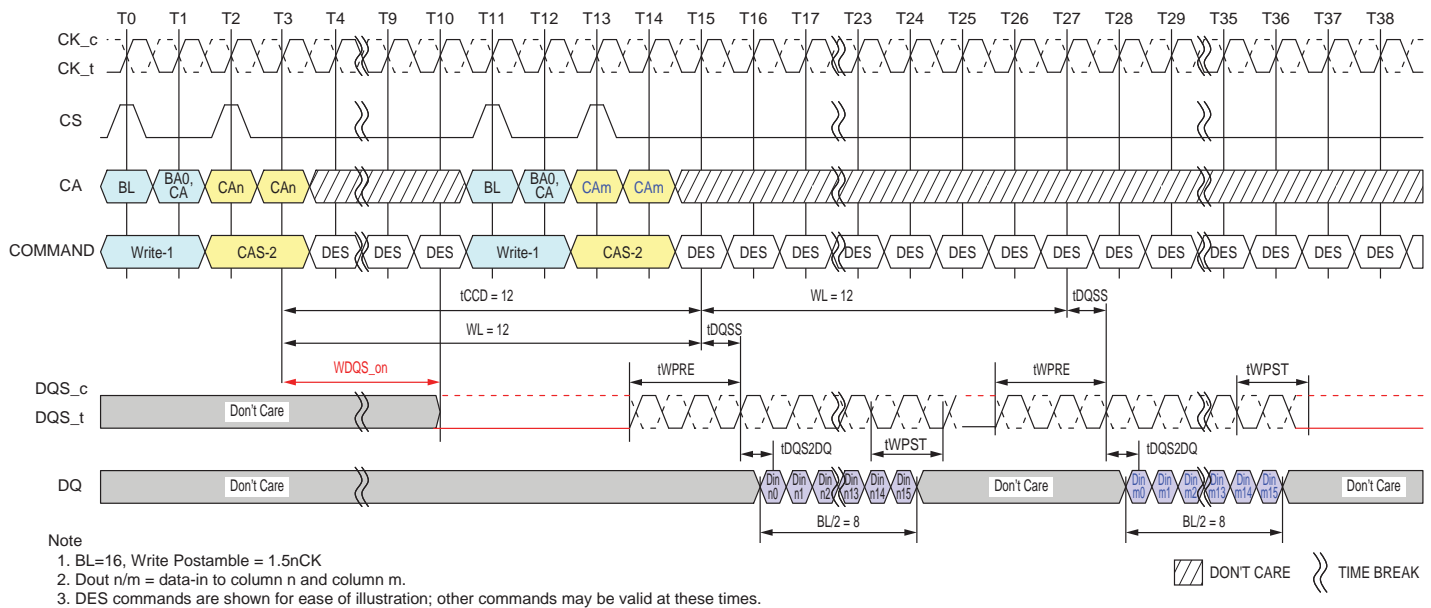 T0 T1 T2 T3 T4 T9 T10 T11 T12 T13 T14 T15 T16 T17 T23 T24 T25 T26 T27 T28 T29 T35 T36 T37 T38
CK_c
CK_t
CS
CA BL BA0, CA CAn CAn BL BA0, CA CAm CAm
COMMAND Write-1 CAS-2 DES DES DES Write-1 CAS-2 DES DES DES DES DES DES DES DES DES DES DES DES DES DES
tCCD = 12 WL = 12 tDQSS
WL = 12 tDQSS
WDQS_on tWPRE tWPRE tWPST
DQS_c
DQS_t Don't Care
tDQS2DQ tWPST tDQS2DQ
DQ Don't Care Din n0 Din n1 Din n2 Din n13 Din n14 Din n15 Don't Care Din m0 Din m1 Din m2 Din m13 Din m14 Din m15 Don't Care
BL/2 = 8 BL/2 = 8
Note
1. BL=16, Write Postamble = 1.5nCK
2. Dout n/m = data-in to column n and column m.
3. DES commands are shown for ease of illustration; other commands may be valid at these times.
DON'T CARE TIME BREAK